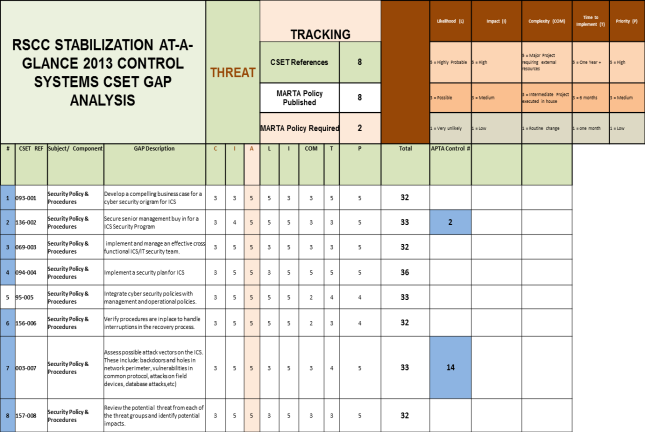 RSCC STABILIZATION AT-A-
GLANCE 2013 CONTROL
SYSTEMS CSET GAP
ANALYSIS
THREAT
TRACKING
CSET References 8
MARTA Policy
Published 8
MARTA Policy Required 2
Likelihood (L) Impact (I) Complexity (COM) Time to
Implement (T) Priority (P)
5 = Highly Probable 5 = High 5 = Major Project
requiring external
resources 5 = One Year + 5 = High
3 = Possible 3 = Medium 3 = Intermediate Project
executed in house 3 = 6 months 3 = Medium
1 = Very unlikely 1 = Low 1 = Routine change 1 = one month 1 = Low
# CSET REF Subject/ Component GAP Description C I A L I COM T P Total APTA Control #
1 093-001 Security Policy &
Procedures Develop a compelling business case for a
cyber security origram for ICS 3 3 5 5 5 3 3 5 32
2 136-002 Security Policy &
Procedures Secure senior management buy in for a
ICS Security Program 3 4 5 5 5 3 3 5 33 2
3 069-003 Security Policy &
Procedures implement and manage an effective cross
functional ICS/IT security team. 3 5 5 3 5 3 3 5 32
4 094-004 Security Policy &
Procedures Implement a security plan for ICS 3 5 5 3 5 5 5 5 36
5 95-005 Security Policy &
Procedures Integrate cyber security policies with
management and operational policies. 3 5 5 5 5 2 4 4 33
6 156-006 Security Policy &
Procedures Verify procedures are in place to handle
interruptions in the recovery process. 3 5 5 5 5 2 3 4 32
7 003-007 Security Policy &
Procedures Assess possible attack vectors on the ICS.
These include: backdoors and holes in
network perimeter, vulnerabilities in
common protocol, attacks on field
devices, database attacks,etc) 3 5 5 3 5 3 4 5 33 14
8 157-008 Security Policy &
Procedures Review the potential threat from each of
the threat groups and identify potential
impacts. 3 5 5 3 5 3 3 5 32